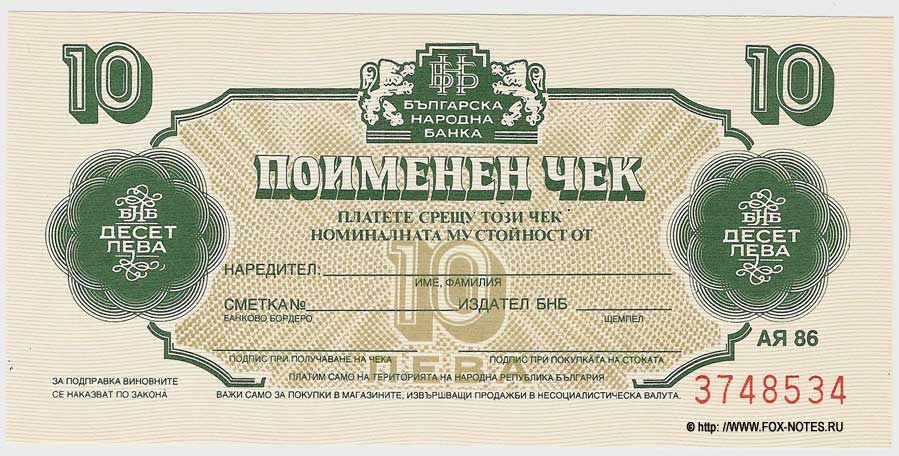 10
10
БНБ
БЪЛГАРСКА
НАРОДНА
БАНКА
ПОИМЕНЕН ЧЕК
ПЛАТЕТЕ СРЕЩУ ТОЗИ ЧЕК
НОМИНАЛНАТА МУ СТОЙНОСТ ОТ
БНБ
ДЕСЕТ
ЛЕВА
БНБ
ДЕСЕТ
ЛЕВА
НАРЕДИТЕЛ:
ИМЕ, ФАМИЛИЯ
10
ЛЕВА
СМЕТКА № ИЗДАТЕЛ БНБ
БАНКОВО БОРДЕРО ЩЕМПЕЛ
АЯ 86
ПОДПИС ПРИ ПОЛУЧАВАНЕ НА ЧЕКА ПОДПИС ПРИ ПОКУПКАТА НА СТОКАТА
ПЛАТИМ САМО НА ТЕРИТОРИЯТА НА НАРОДНА РЕПУБЛИКА БЪЛГАРИЯ
ЗА ПОДПРАВКА ВИНОВНИТЕ
СЕ НАКАЗВАТ ПО ЗАКОНА
ВАЖИ САМО ЗА ПОКУПКИ В МАГАЗИНИТЕ, ИЗВЪРШВАЩИ ПРОДАЖБИ В НЕСОЦИАЛИСТИЧЕСКА ВАЛУТА.
3748534
© http: //WWW.FOX-NOTES.RU